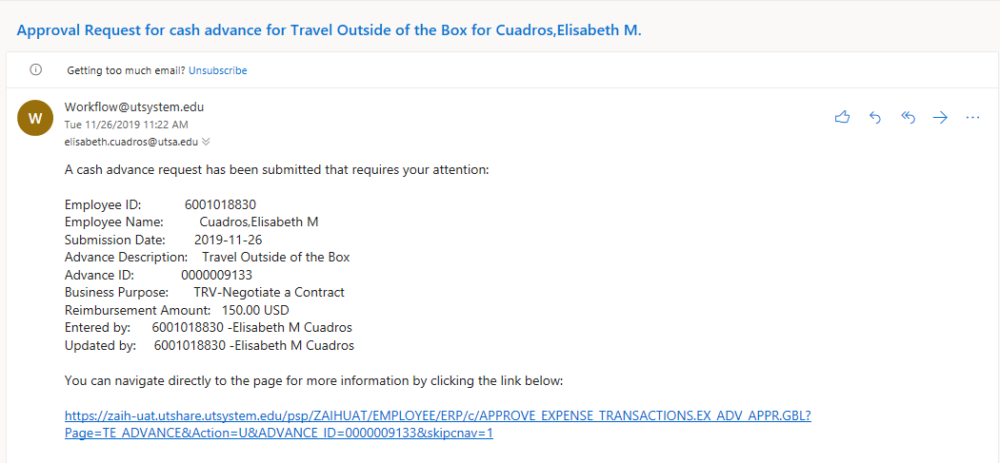 Approval Request for cash advance for Travel Outside of the Box for Cuadros,Elisabeth M.
Getting too much email? Unsubscribe
W
Workflow@utsystem.edu
Tue 11/26/2019 11:22 AM
elisabeth.cuadros@utsa.edu
A cash advance request has been submitted that requires your attention:
Employee ID: 6001018830
Employee Name: Cuadros,Elisabeth M
Submission Date: 2019-11-26
Advance Description: Travel Outside of the Box
Advance ID: 0000009133
Business Purpose: TRV-Negotiate a Contract
Reimbursement Amount: 150.00 USD
Entered by: 6001018830 -Elisabeth M Cuadros
Updated by: 6001018830 -Elisabeth M Cuadros
You can navigate directly to the page for more information by clicking the link below:
https://zaih-uat.utshare.utsystem.edu/psp/ZAIHUAT/EMPLOYEE/ERP/c/APPROVE_EXPENSE_TRANSACTIONS.EX_ADV_APPR.GBL?
Page=TE_ADVANCE&Action=U&ADVANCE_ID=0000009133&skipcnav=1